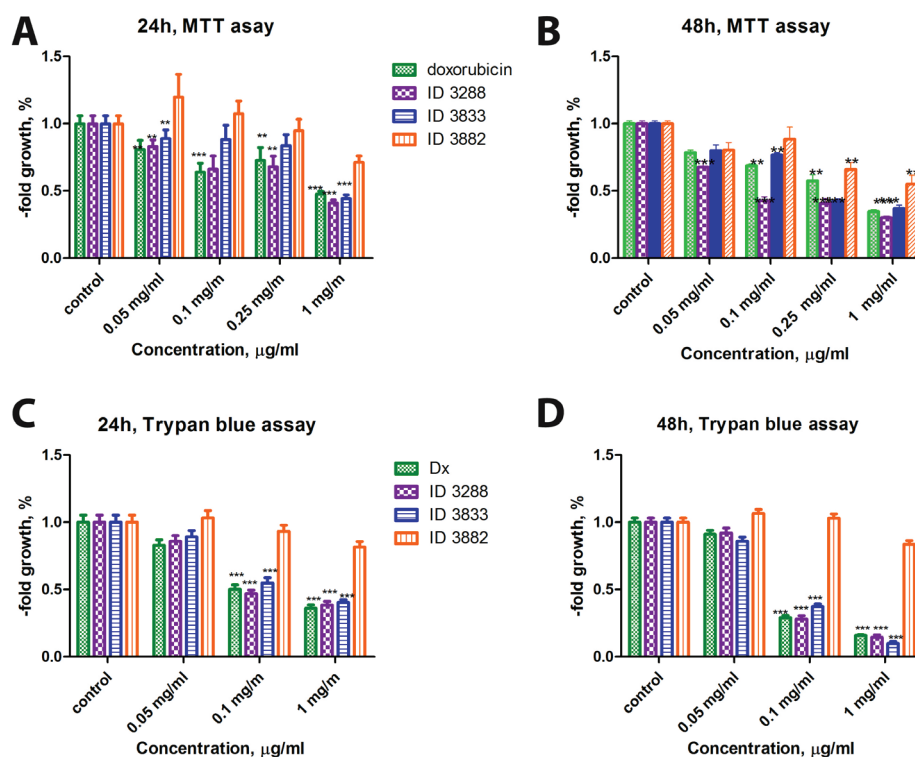 A
24h, MTT asay
-fold growth, %
1.5
1.0
0.5
0.0
doxorubicin
ID 3288
ID 3833
ID 3882
** ** **
***
** **
*** *** ***
control
0.05 mg/ml
0.1 mg/m
0.25 mg/m
1 mg/m
Concentration, μg/ml
B
48h, MTT assay
-fold growth, %
1.5
1.0
0.5
0.0
control
0.05 mg/ml
0.1 mg/ml
0.25 mg/ml
1 mg/ml
Concentration, μg/ml
C
24h, Trypan blue assay
-fold growth, %
1.5
1.0
0.5
0.0
Dx
ID 3288
ID 3833
ID 3882
*** *** ***
*** *** ***
control
0.05 mg/ml
0.1 mg/m
1 mg/m
Concentration, μg/ml
D
48h, Trypan blue assay
-fold growth, %
1.5
1.0
0.5
0.0
*** *** ***
*** *** ***
control
0.05 mg/ml
0.1 mg/ml
1 mg/ml
Concentration, μg/ml